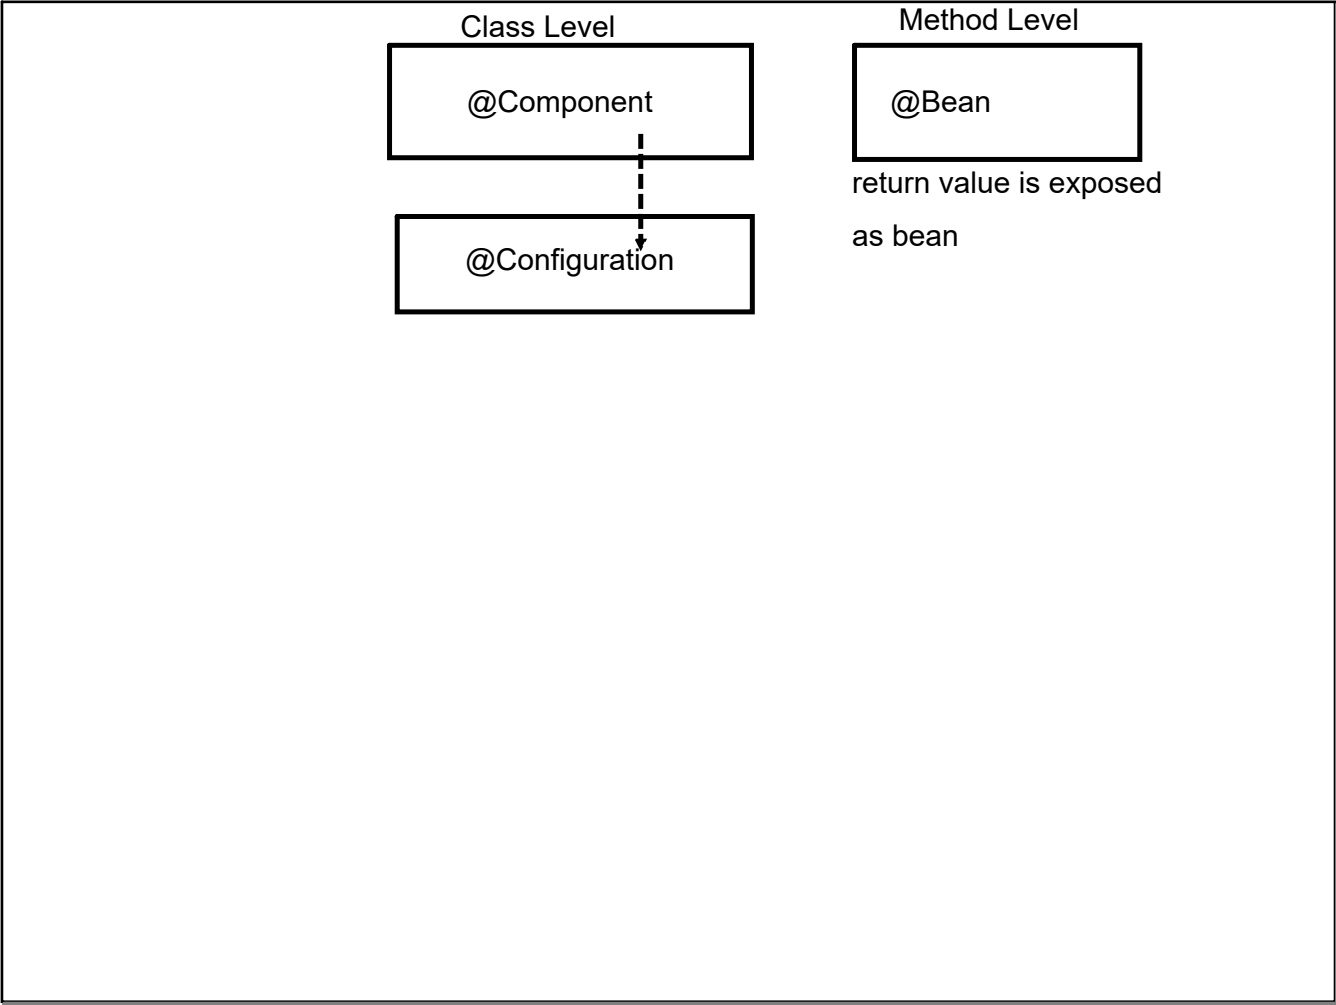 Class Level
@Component
@Configuration
Method Level
@Bean
return value is exposed
as bean